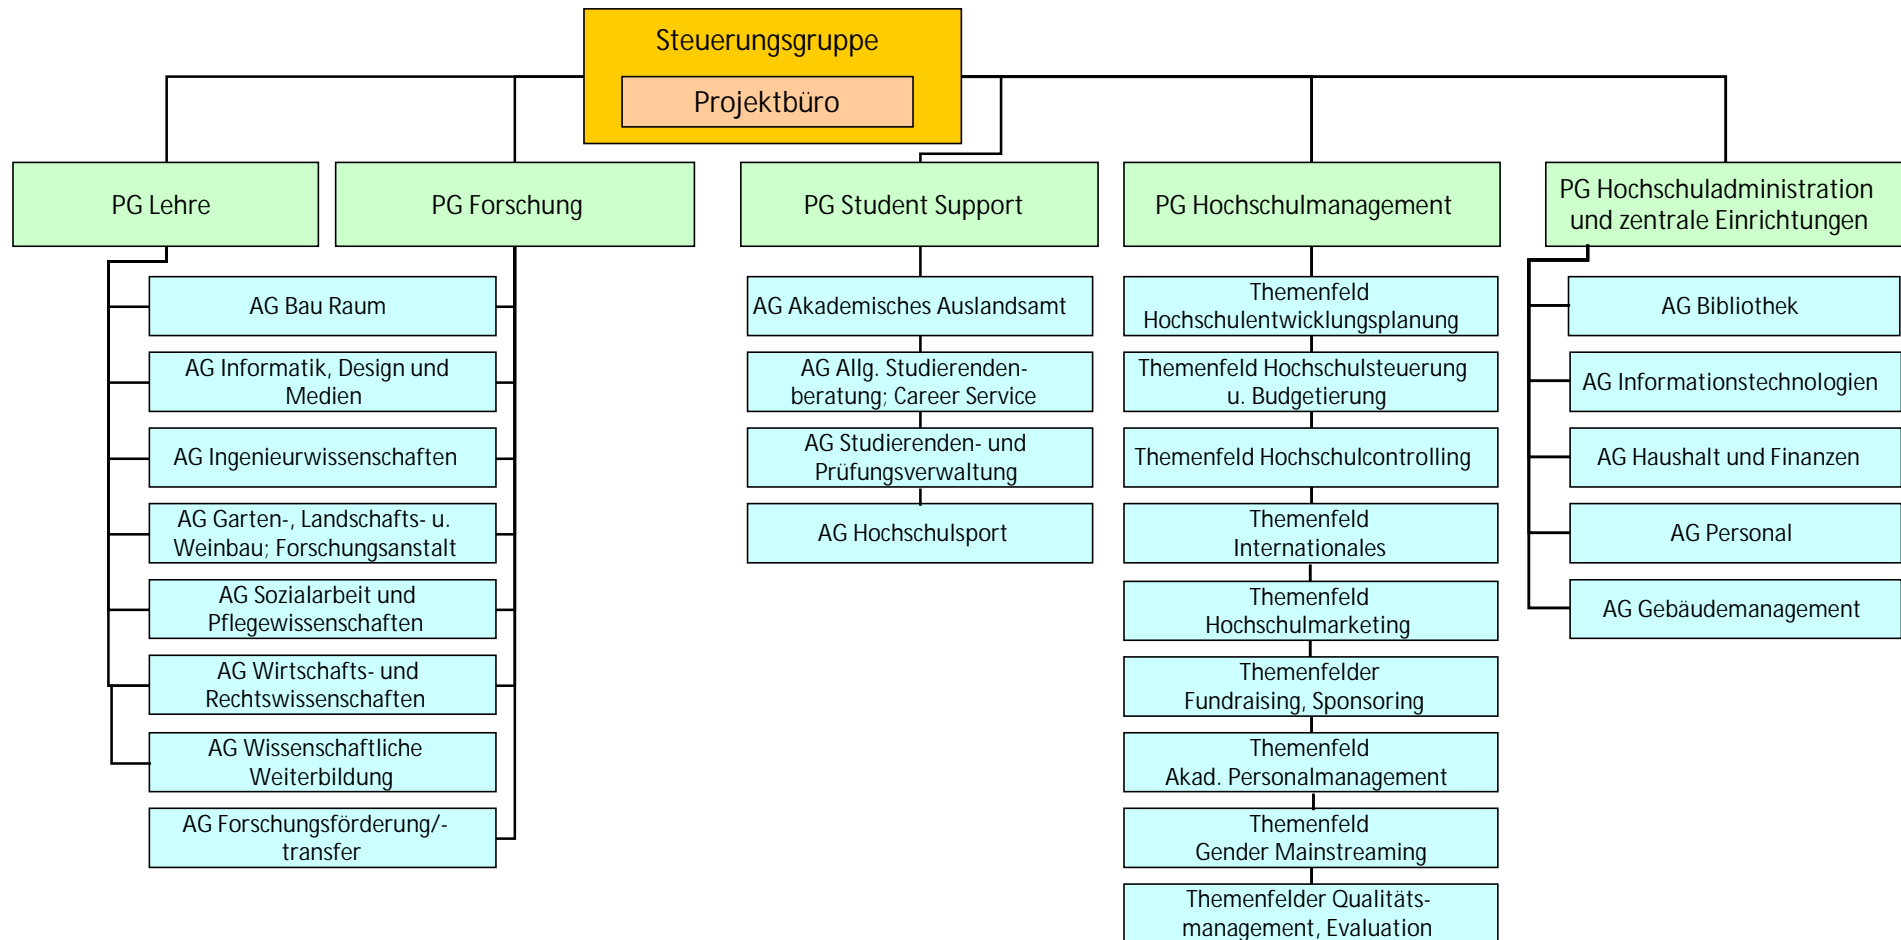 Steuerungsgruppe
Projektbüro
PG Lehre
PG Forschung
PG Student Support
PG Hochschulmanagement
PG Hochschuladministration
und zentrale Einrichtungen
AG Bau Raum
AG Informatik, Design und
Medien
AG Ingenieurwissenschaften
AG Garten-, Landschafts- u.
Weinbau; Forschungsanstalt
AG Sozialarbeit und
Pflegewissenschaften
AG Wirtschafts- und
Rechtswissenschaften
AG Wissenschaftliche
Weiterbildung
AG Forschungsförderung/-
transfer
AG Akademisches Auslandsamt
AG Allg. Studierenden-
beratung; Career Service
AG Studierenden- und
Prüfungsverwaltung
AG Hochschulsport
Themenfeld
Hochschulentwicklungsplanung
Themenfeld Hochschulsteuerung
u. Budgetierung
Themenfeld Hochschulcontrolling
Themenfeld
Internationales
Themenfeld
Hochschulmarketing
Themenfelder
Fundraising, Sponsoring
Themenfeld
Akad. Personalmanagement
Themenfeld
Gender Mainstreaming
Themenfelder Qualitäts-
management, Evaluation
AG Bibliothek
AG Informationstechnologien
AG Haushalt und Finanzen
AG Personal
AG Gebäudemanagement